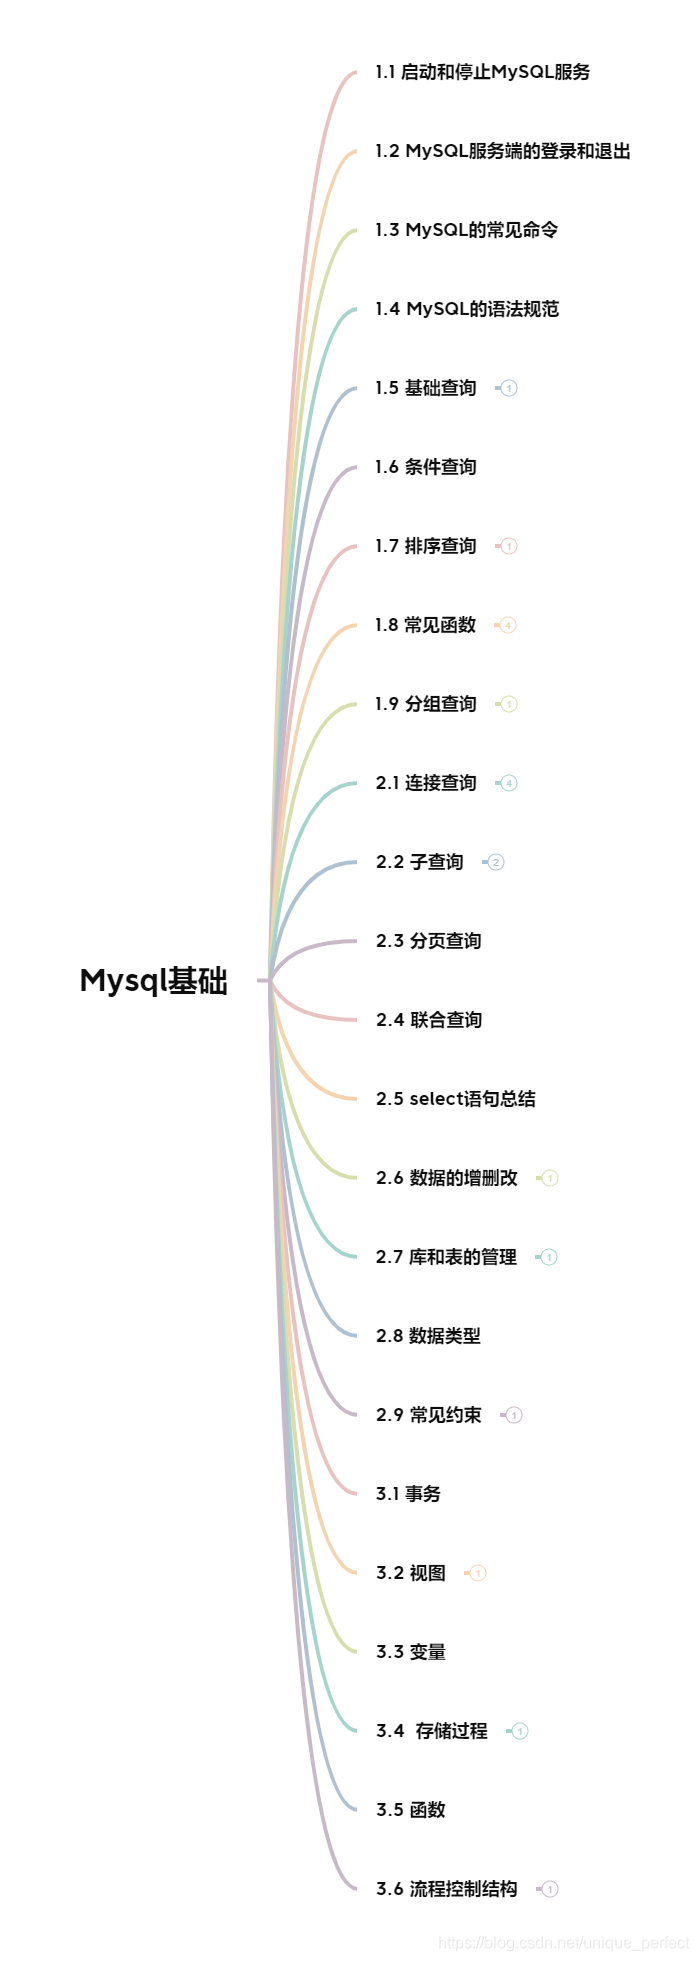 1.1 启动和停止MySQL服务
1.2 MySQL服务端的登录和退出
1.3 MySQL的常见命令
1.4 MySQL的语法规范
1.5 基础查询 1
1.6 条件查询
1.7 排序查询 1
1.8 常见函数 4
1.9 分组查询 1
2.1 连接查询 4
2.2 子查询 2
2.3 分页查询
Mysql基础
2.4 联合查询
2.5 select语句总结
2.6 数据的增删改 1
2.7 库和表的管理 1
2.8 数据类型
2.9 常见约束 1
3.1 事务
3.2 视图 1
3.3 变量
3.4 存储过程 1
3.5 函数
3.6 流程控制结构 1
https://blog.csdn.net/unique_perfect